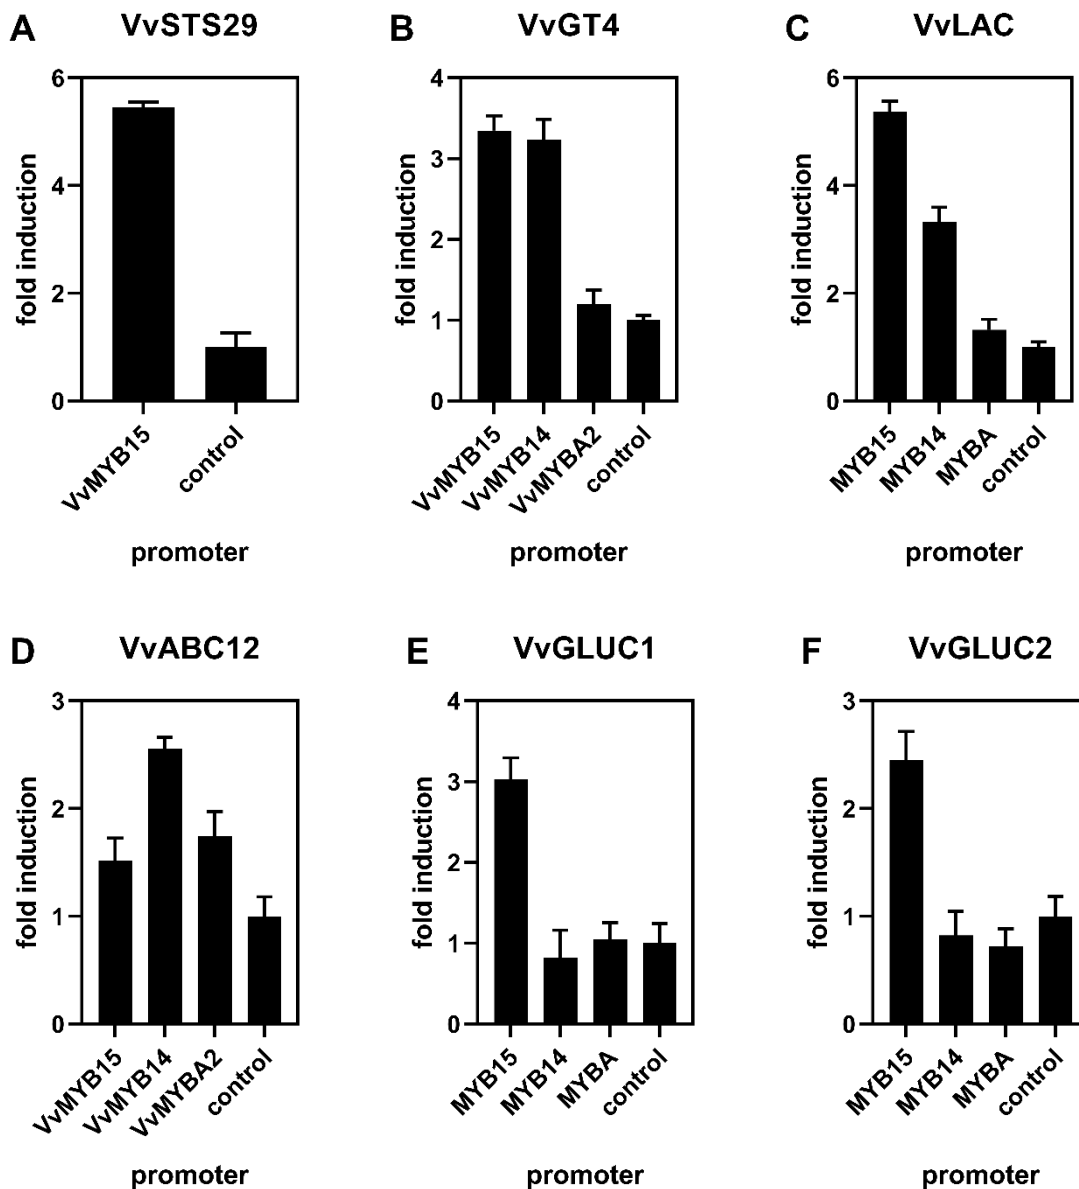 A
VvSTS29
fold induction
6
4
2
0
VvMYB15
control
promoter
B
VvGT4
fold induction
4
3
2
1
0
VvMYB15
VvMYB14
VvMYBA2
control
promoter
C
VvLAC
fold induction
6
4
2
0
MYB15
MYB14
MYBA
control
promoter
D
VvABC12
fold induction
3
2
1
0
VvMYB15
VvMYB14
VvMYBA2
control
promoter
E
VvGLUC1
fold induction
4
3
2
1
0
MYB15
MYB14
MYBA
control
promoter
F
VvGLUC2
fold induction
3
2
1
0
MYB15
MYB14
MYBA
control
promoter